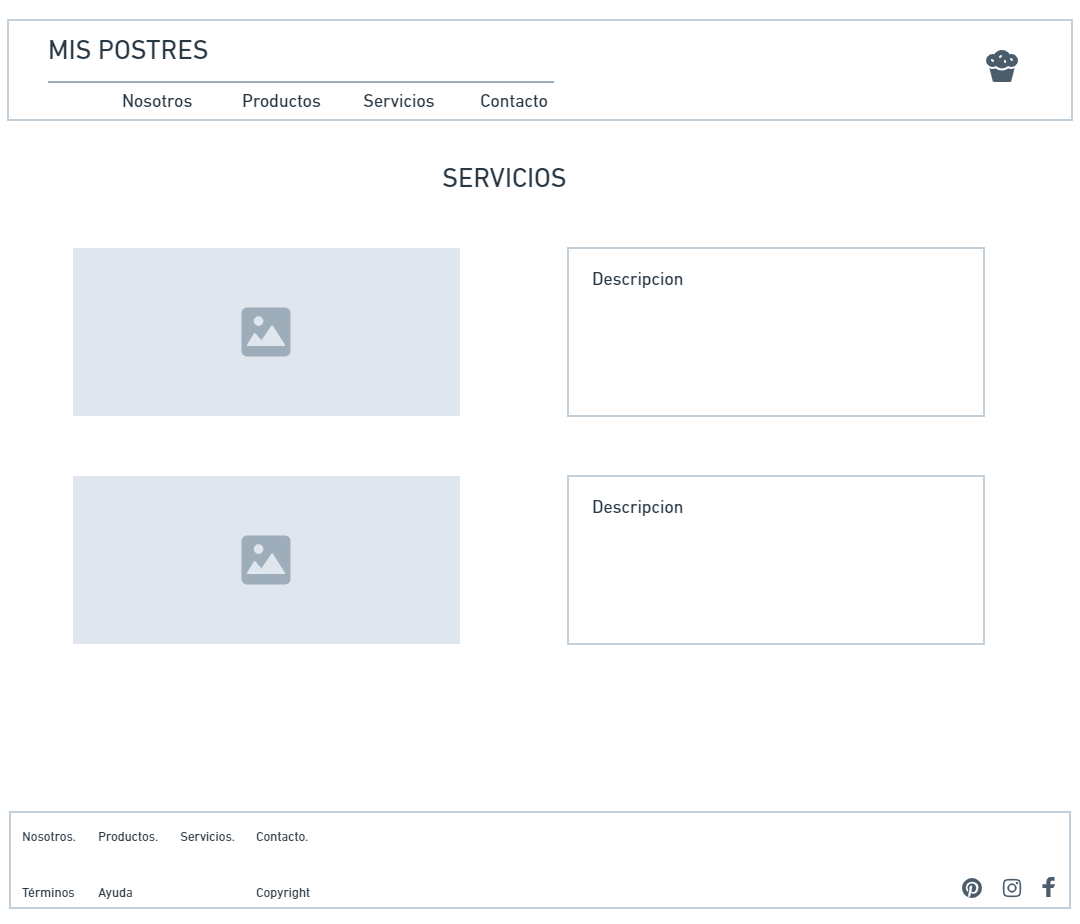 MIS POSTRES
Nosotros Productos Servicios Contacto
SERVICIOS
Descripcion
Descripcion
Nosotros. Productos. Servicios. Contacto.
Términos Ayuda Copyright